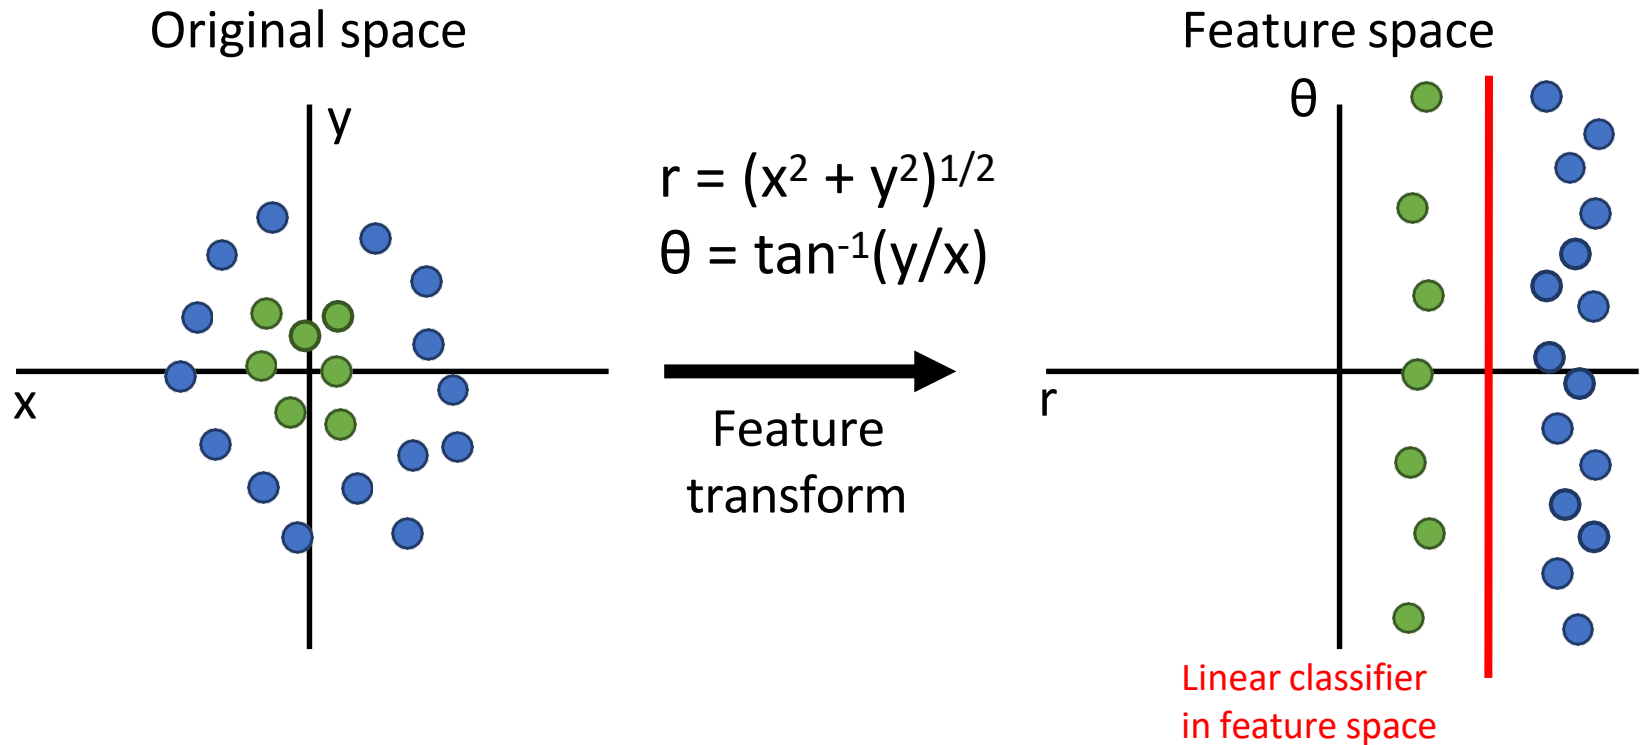 Original space
Feature space
y
x
r = (x² + y²)¹/²
θ = tan⁻¹(y/x)
Feature
transform
θ
r
Linear classifier
in feature space